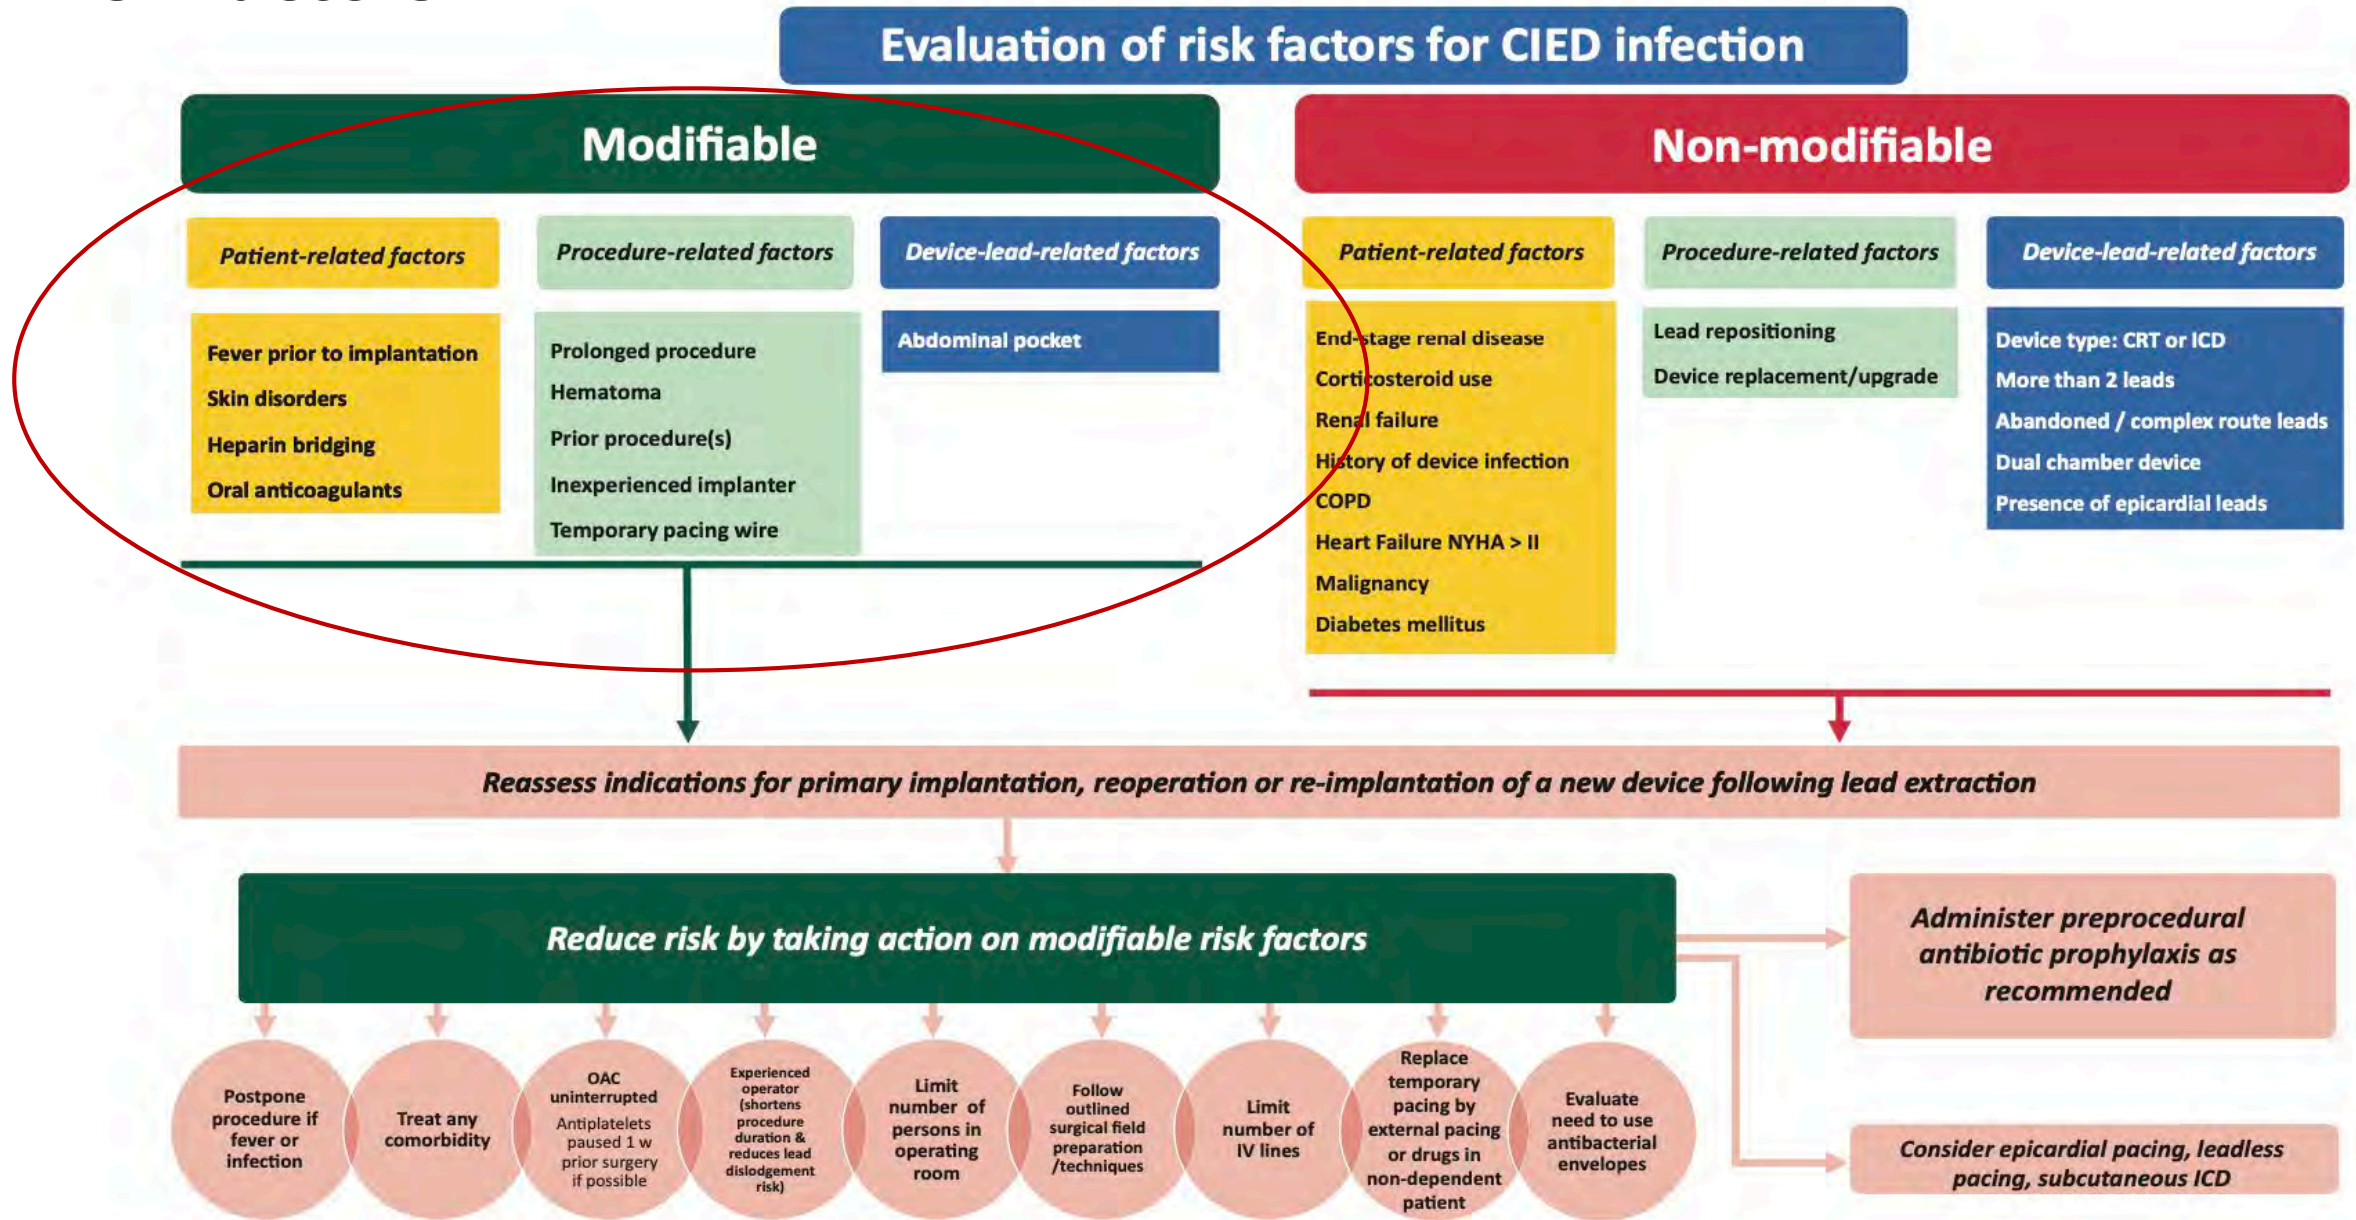 Evaluation of risk factors for CIED infection
Modifiable
Patient-related factors
Fever prior to implantation
Skin disorders
Heparin bridging
Oral anticoagulants
Procedure-related factors
Prolonged procedure
Hematoma
Prior procedure(s)
Inexperienced implanter
Temporary pacing wire
Device-lead-related factors
Abdominal pocket
Non-modifiable
Patient-related factors
End-stage renal disease
Corticosteroid use
Renal failure
History of device infection
COPD
Heart Failure NYHA > II
Malignancy
Diabetes mellitus
Procedure-related factors
Lead repositioning
Device replacement/upgrade
Device-lead-related factors
Device type: CRT or ICD
More than 2 leads
Abandoned / complex route leads
Dual chamber device
Presence of epicardial leads
Reassess indications for primary implantation, reoperation or re-implantation of a new device following lead extraction
Reduce risk by taking action on modifiable risk factors
Administer preprocedural
antibiotic prophylaxis as
recommended
Consider epicardial pacing, leadless
pacing, subcutaneous ICD
Postpone
procedure if
fever or
infection
Treat any
comorbidity
OAC
uninterrupted
Antiplatelets
paused 1 w
prior surgery
if possible
Experienced
operator
(shortens
procedure
duration &
reduces lead
dislodgement
risk)
Limit
number of
persons in
operating
room
Follow
outlined
surgical field
preparation
/techniques
Limit
number of
IV lines
Replace
temporary
pacing by
external pacing
or drugs in
non-dependent
patient
Evaluate
need to use
antibacterial
envelopes